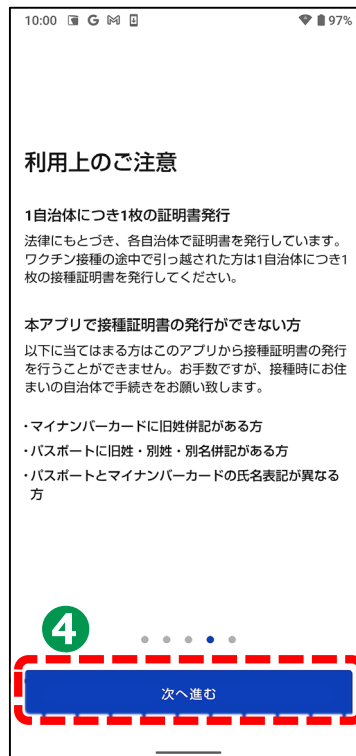 10:00 G 97%
利用上のご注意
1自治体につき1枚の証明書発行
法律にもとづき、各自治体で証明書を発行しています。
ワクチン接種の途中で引っ越された方は1自治体につき1
枚の接種証明書を発行してください。
本アプリで接種証明書の発行ができない方
以下に当てはまる方はこのアプリから接種証明書の発行
を行うことができません。お手数ですが、接種時にお住
まいの自治体で手続きをお願い致します。
・マイナンバーカードに旧姓併記がある方
・パスポートに旧姓・別姓・別名併記がある方
・パスポートとマイナンバーカードの氏名表記が異なる
方
4
次へ進む